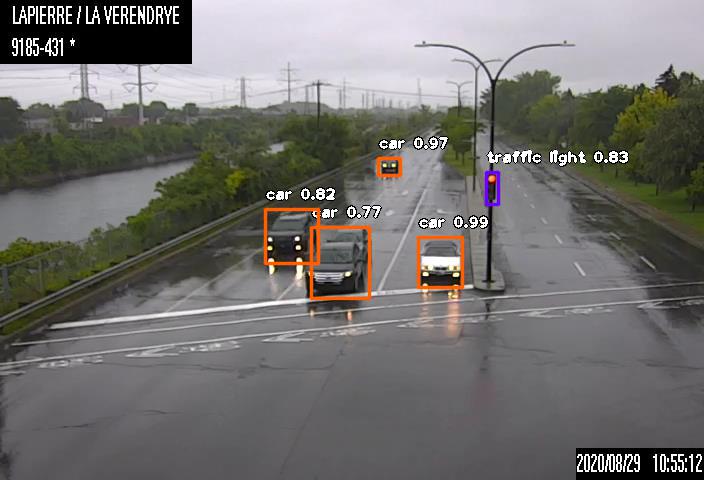 LAPIERRE / LA VERENDRYE
9185-431 *
car 0.97
traffic light 0.83
car 0.82
car 0.77
car 0.99
2020/08/29 10:55:12